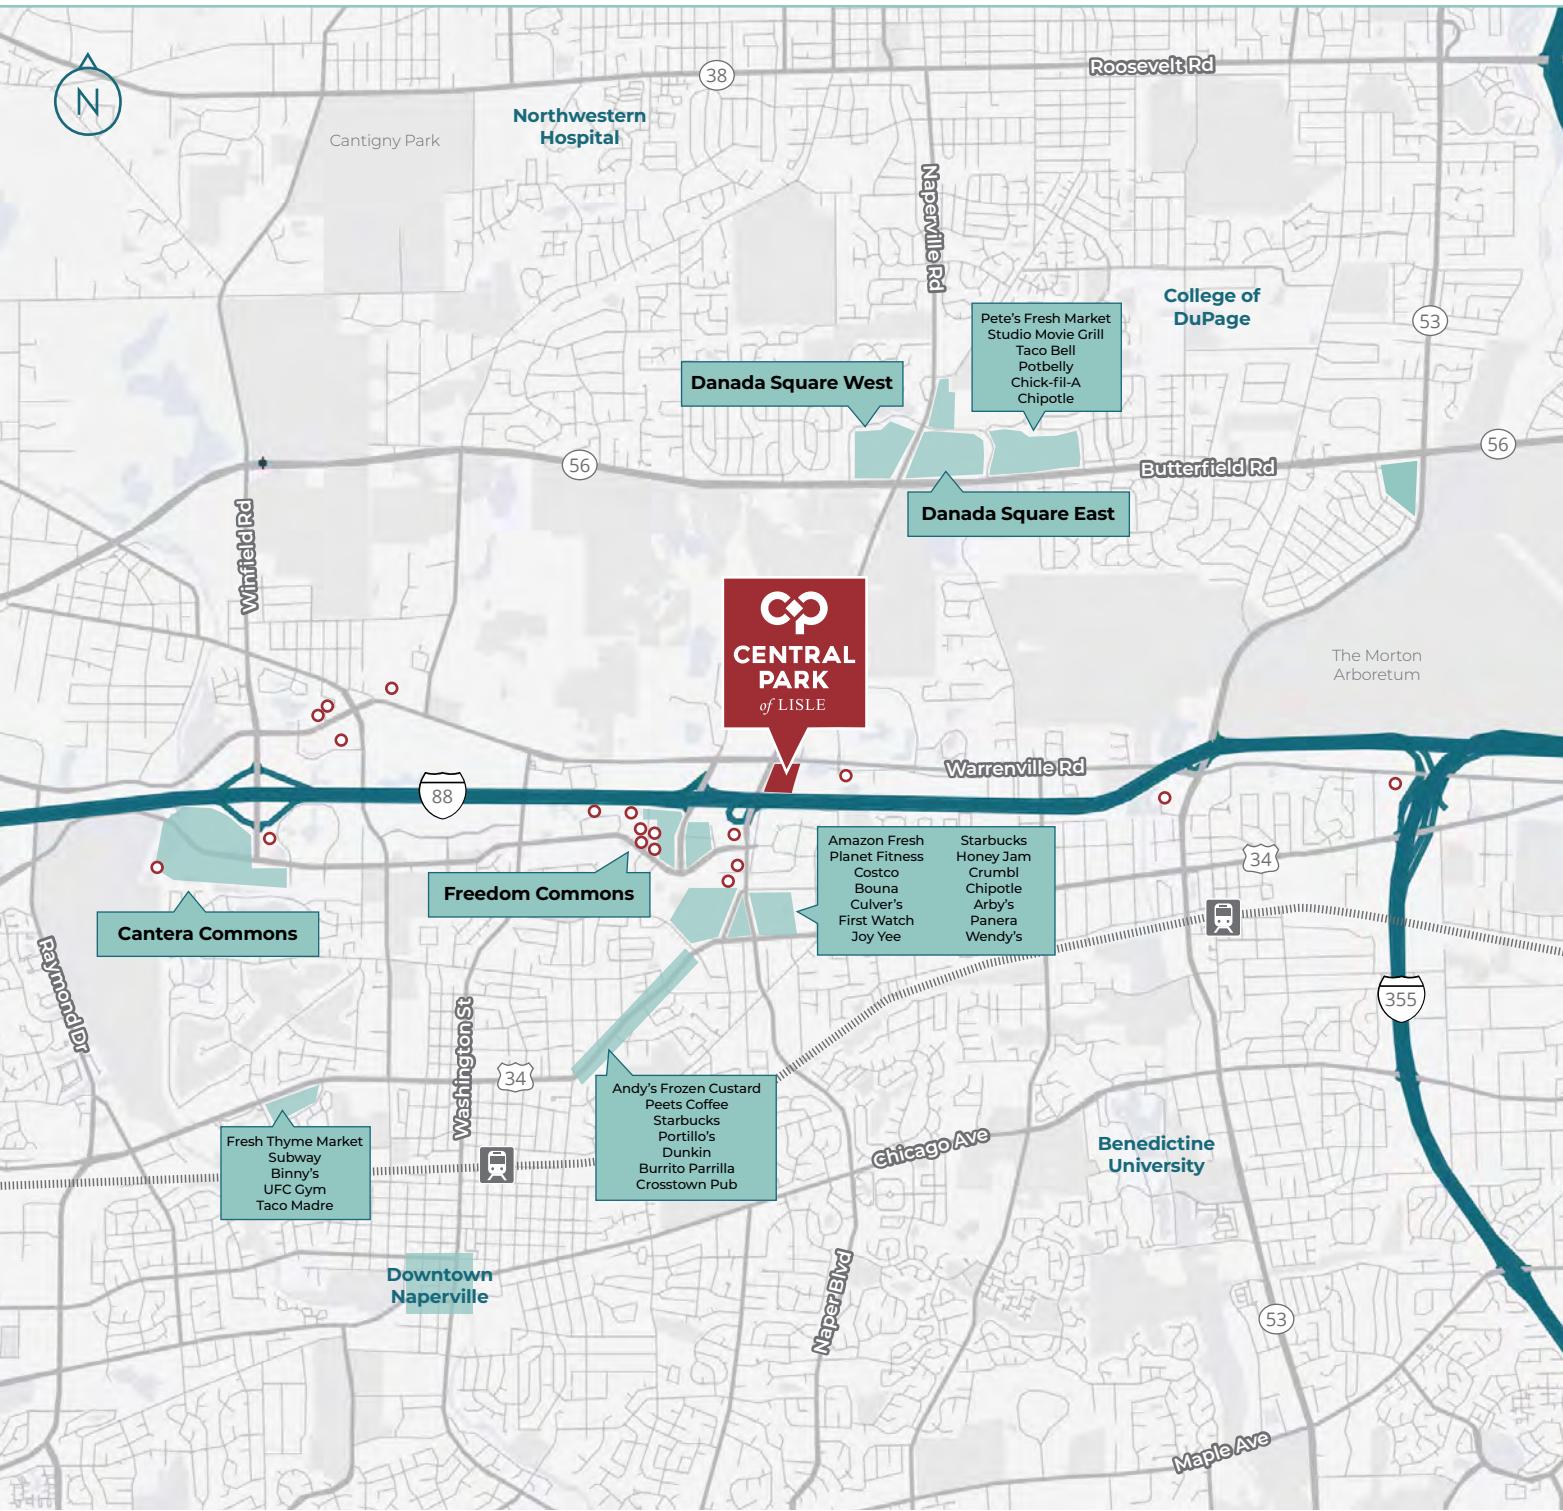 Roosevelt Rd
38
N
Northwestern
Hospital
Cantigny Park
Naperville Rd
College of
DuPage
Pete's Fresh Market
Studio Movie Grill
Taco Bell
Potbelly
Chick-fil-A
Chipotle
53
Danada Square West
56
56
Butterfield Rd
Danada Square East
Winfield Rd
cp
CENTRAL
PARK
of LISLE
The Morton
Arboretum
Warrenville Rd
88
Amazon Fresh
Planet Fitness
Costco
Bouna
Culver's
First Watch
Joy Yee
Starbucks
Honey Jam
Crumbl
Chipotle
Arby's
Panera
Wendy's
34
Freedom Commons
Cantera Commons
Raymond Dr
355
Washington St
34
Andy's Frozen Custard
Peets Coffee
Starbucks
Portillo's
Dunkin
Burrito Parrilla
Crosstown Pub
Fresh Thyme Market
Subway
Binny's
UFC Gym
Taco Madre
Chicago Ave
Benedictine
University
Downtown
Naperville
Naper Blvd
53
Maple Ave